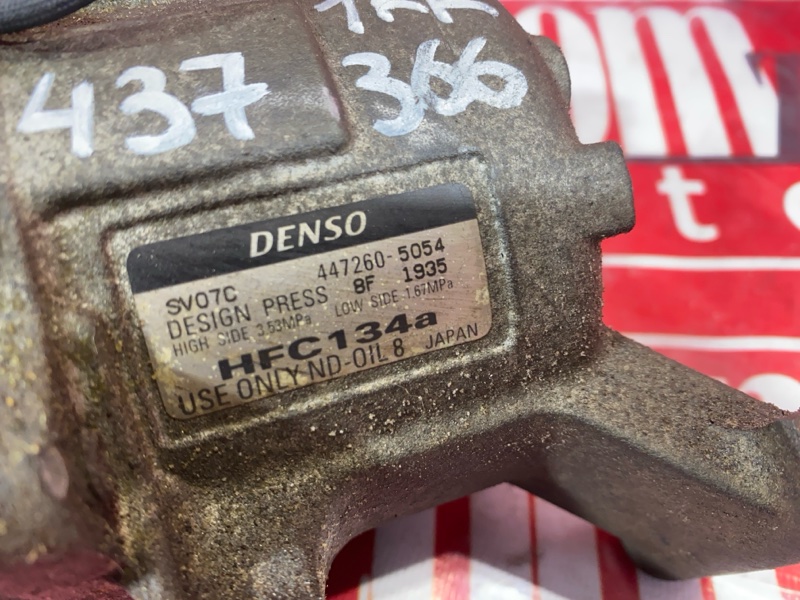 437 366
DENSO
447260-5054
SV07C 8F 1935
DESIGN PRESS
HIGH SIDE 3.53MPa LOW SIDE 1.67MPa
HFC134a
USE ONLY ND-OIL 8 JAPAN
om
t